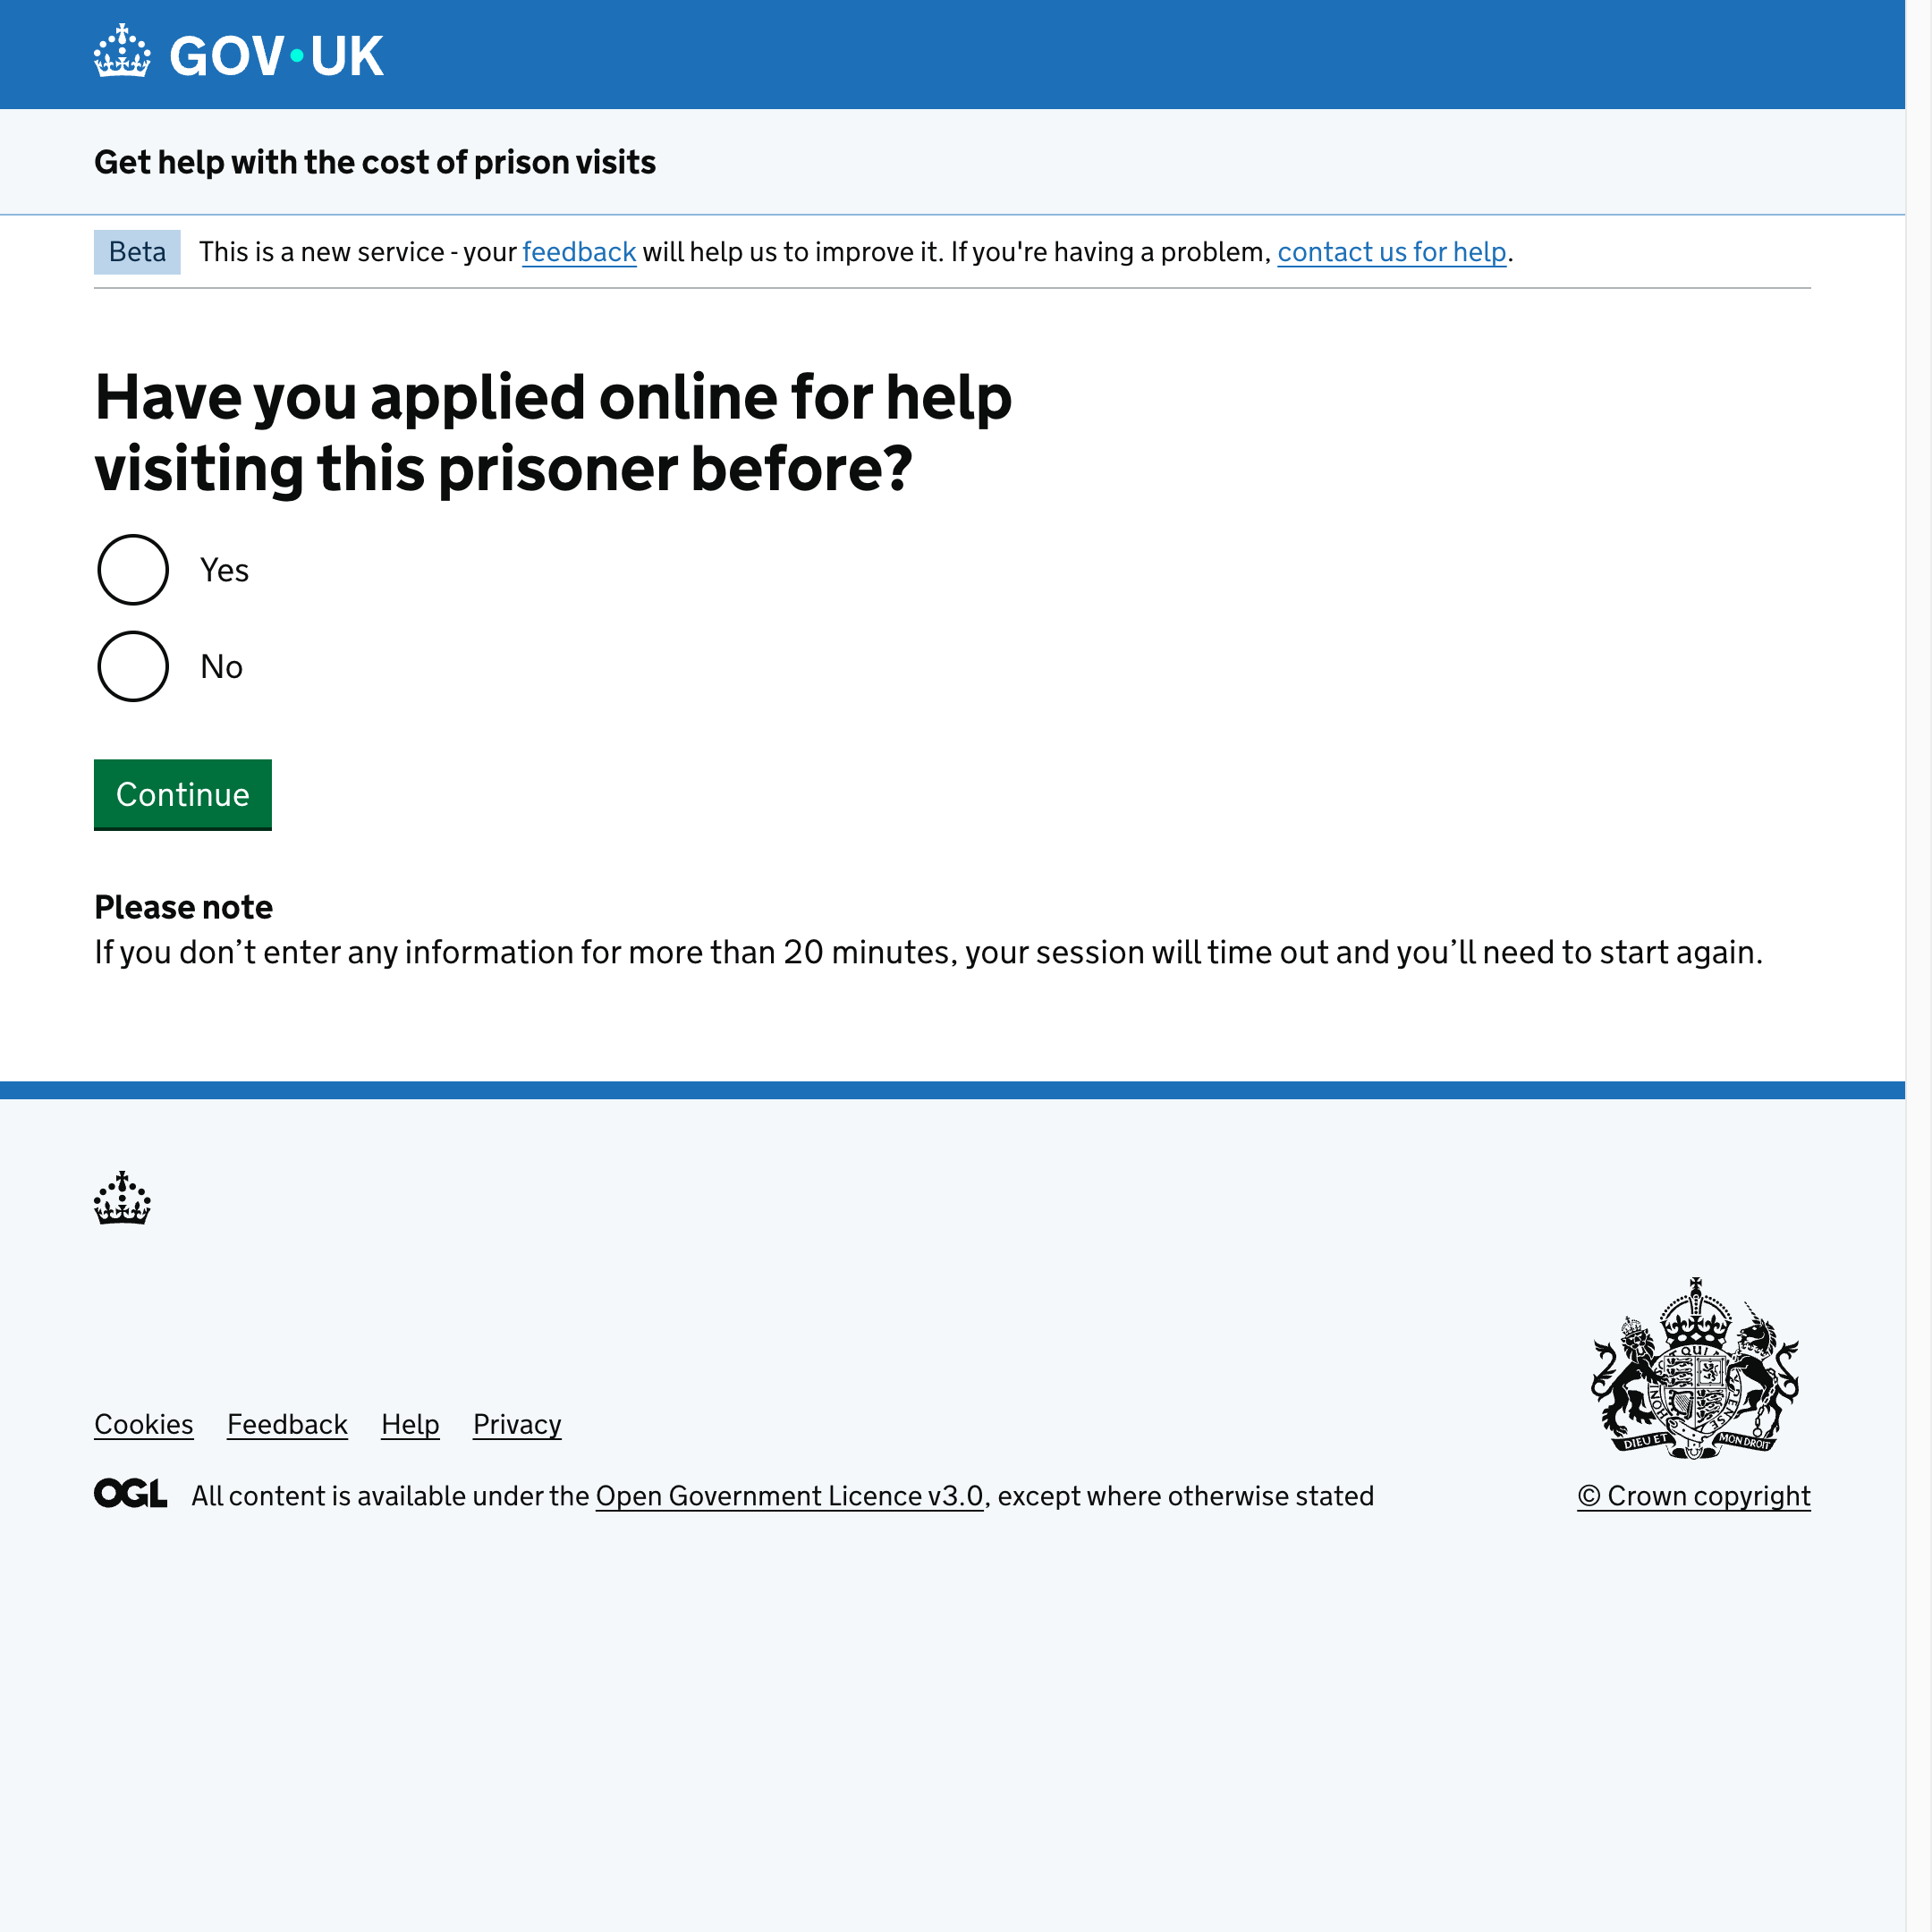 GOV·UK
Get help with the cost of prison visits
Beta This is a new service - your feedback will help us to improve it. If you're having a problem, contact us for help.
Have you applied online for help
visiting this prisoner before?
Yes
No
Continue
Please note
If you don’t enter any information for more than 20 minutes, your session will time out and you’ll need to start again.
QUI
HONI
PENSE
DIEU ET MON DROIT
Cookies Feedback Help Privacy
OGL All content is available under the Open Government Licence v3.0, except where otherwise stated
© Crown copyright